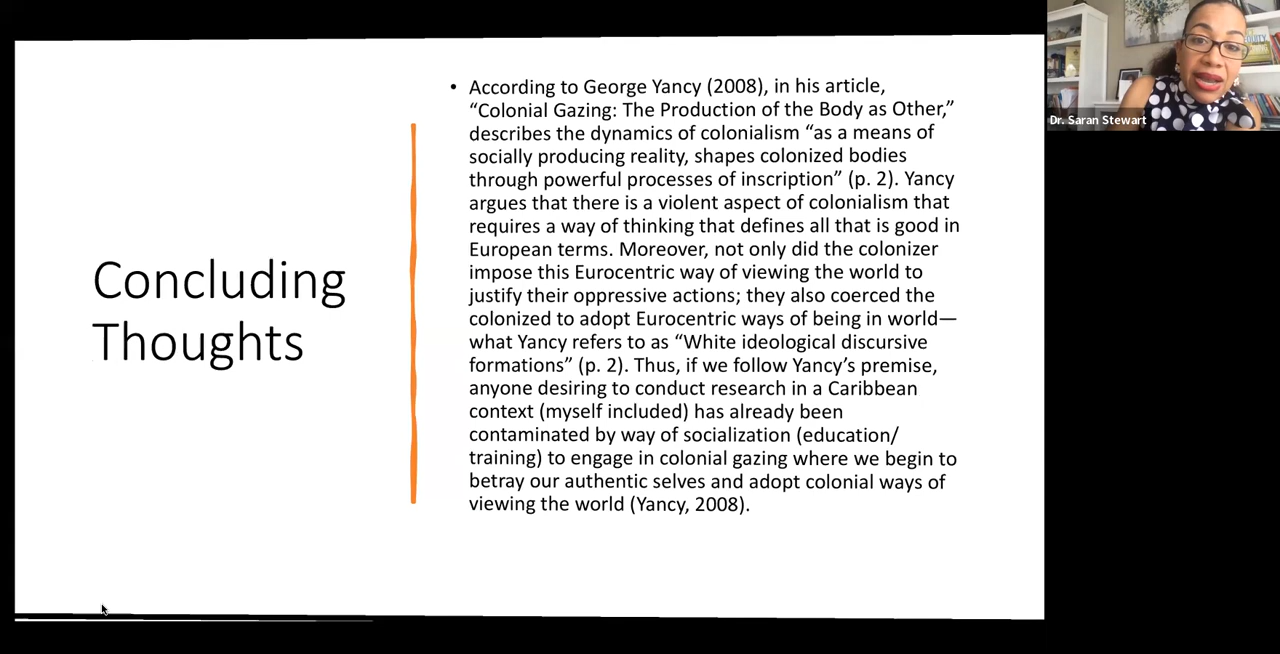 Concluding
Thoughts
• According to George Yancy (2008), in his article,
“Colonial Gazing: The Production of the Body as Other,”
describes the dynamics of colonialism “as a means of
socially producing reality, shapes colonized bodies
through powerful processes of inscription” (p. 2). Yancy
argues that there is a violent aspect of colonialism that
requires a way of thinking that defines all that is good in
European terms. Moreover, not only did the colonizer
impose this Eurocentric way of viewing the world to
justify their oppressive actions; they also coerced the
colonized to adopt Eurocentric ways of being in world—
what Yancy refers to as “White ideological discursive
formations” (p. 2). Thus, if we follow Yancy’s premise,
anyone desiring to conduct research in a Caribbean
context (myself included) has already been
contaminated by way of socialization (education/
training) to engage in colonial gazing where we begin to
betray our authentic selves and adopt colonial ways of
viewing the world (Yancy, 2008).
Dr. Saran Stewart